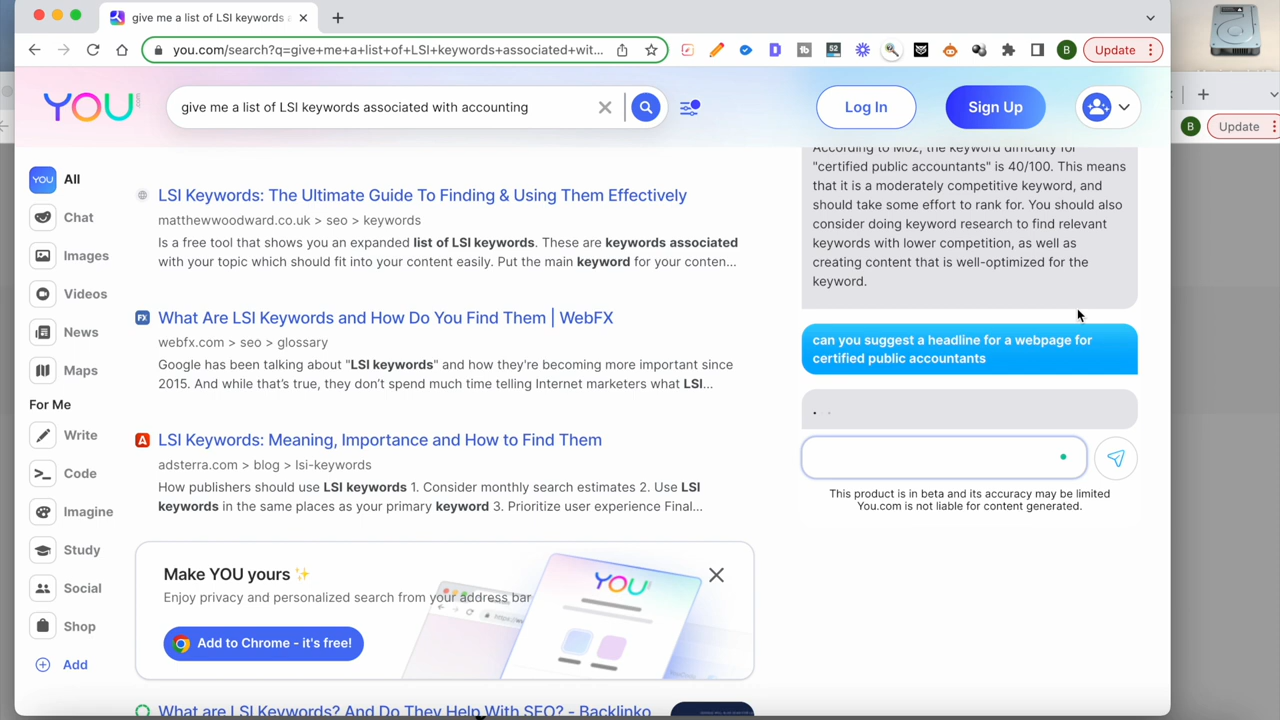 give me a list of LSI keywords a
you.com/search?q=give+me+a+list+of+LSI+keywords+associated+wit...
52
B
Update
B
Update
YOU.com
give me a list of LSI keywords associated with accounting
Log In
Sign Up
YOU
All
Chat
Images
Videos
News
Maps
For Me
Write
Code
Imagine
Study
Social
Shop
Add
LSI Keywords: The Ultimate Guide To Finding & Using Them Effectively
matthewwoodward.co.uk > seo > keywords
Is a free tool that shows you an expanded list of LSI keywords. These are keywords associated
with your topic which should fit into your content easily. Put the main keyword for your conten...
FX
What Are LSI Keywords and How Do You Find Them | WebFX
webfx.com > seo > glossary
Google has been talking about "LSI keywords" and how they're becoming more important since
2015. And while that's true, they don't spend much time telling Internet marketers what LSI...
A
LSI Keywords: Meaning, Importance and How to Find Them
adsterra.com > blog > lsi-keywords
How publishers should use LSI keywords 1. Consider monthly search estimates 2. Use LSI
keywords in the same places as your primary keyword 3. Prioritize user experience Final...
Make YOU yours ✨
Enjoy privacy and personalized search from your address bar
Add to Chrome - it's free!
YOU
What are LSI Keywords? And Do They Help With SEO? - Backlinko
According to Moz, the keyword difficulty for
"certified public accountants" is 40/100. This means
that it is a moderately competitive keyword, and
should take some effort to rank for. You should also
consider doing keyword research to find relevant
keywords with lower competition, as well as
creating content that is well-optimized for the
keyword.
can you suggest a headline for a webpage for
certified public accountants
. .
This product is in beta and its accuracy may be limited
You.com is not liable for content generated.